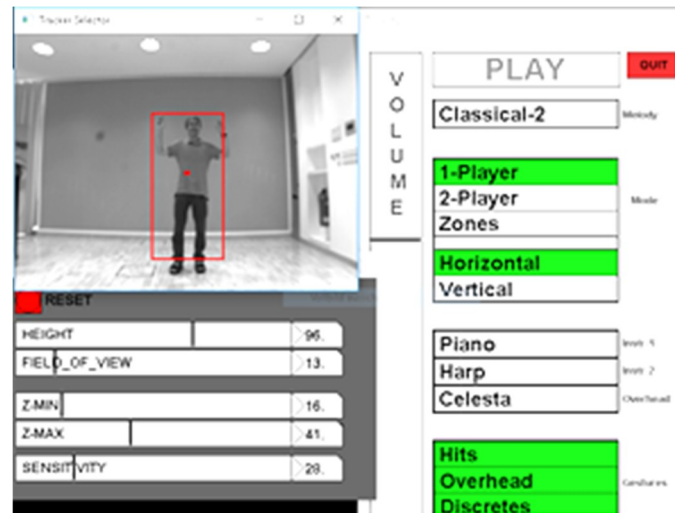 Tracker Selector
PLAY
QUIT
VOLUME
Classical-2
Melody
1-Player
2-Player
Zones
Mode
Horizontal
Vertical
RESET
HEIGHT 96.
FIELD_OF_VIEW 13.
Z-MIN 16.
Z-MAX 41.
SENSITIVITY 28.
Piano
Instr 1
Harp
Instr 2
Celesta
Overhead
Hits
Overhead
Gestures
Discretes